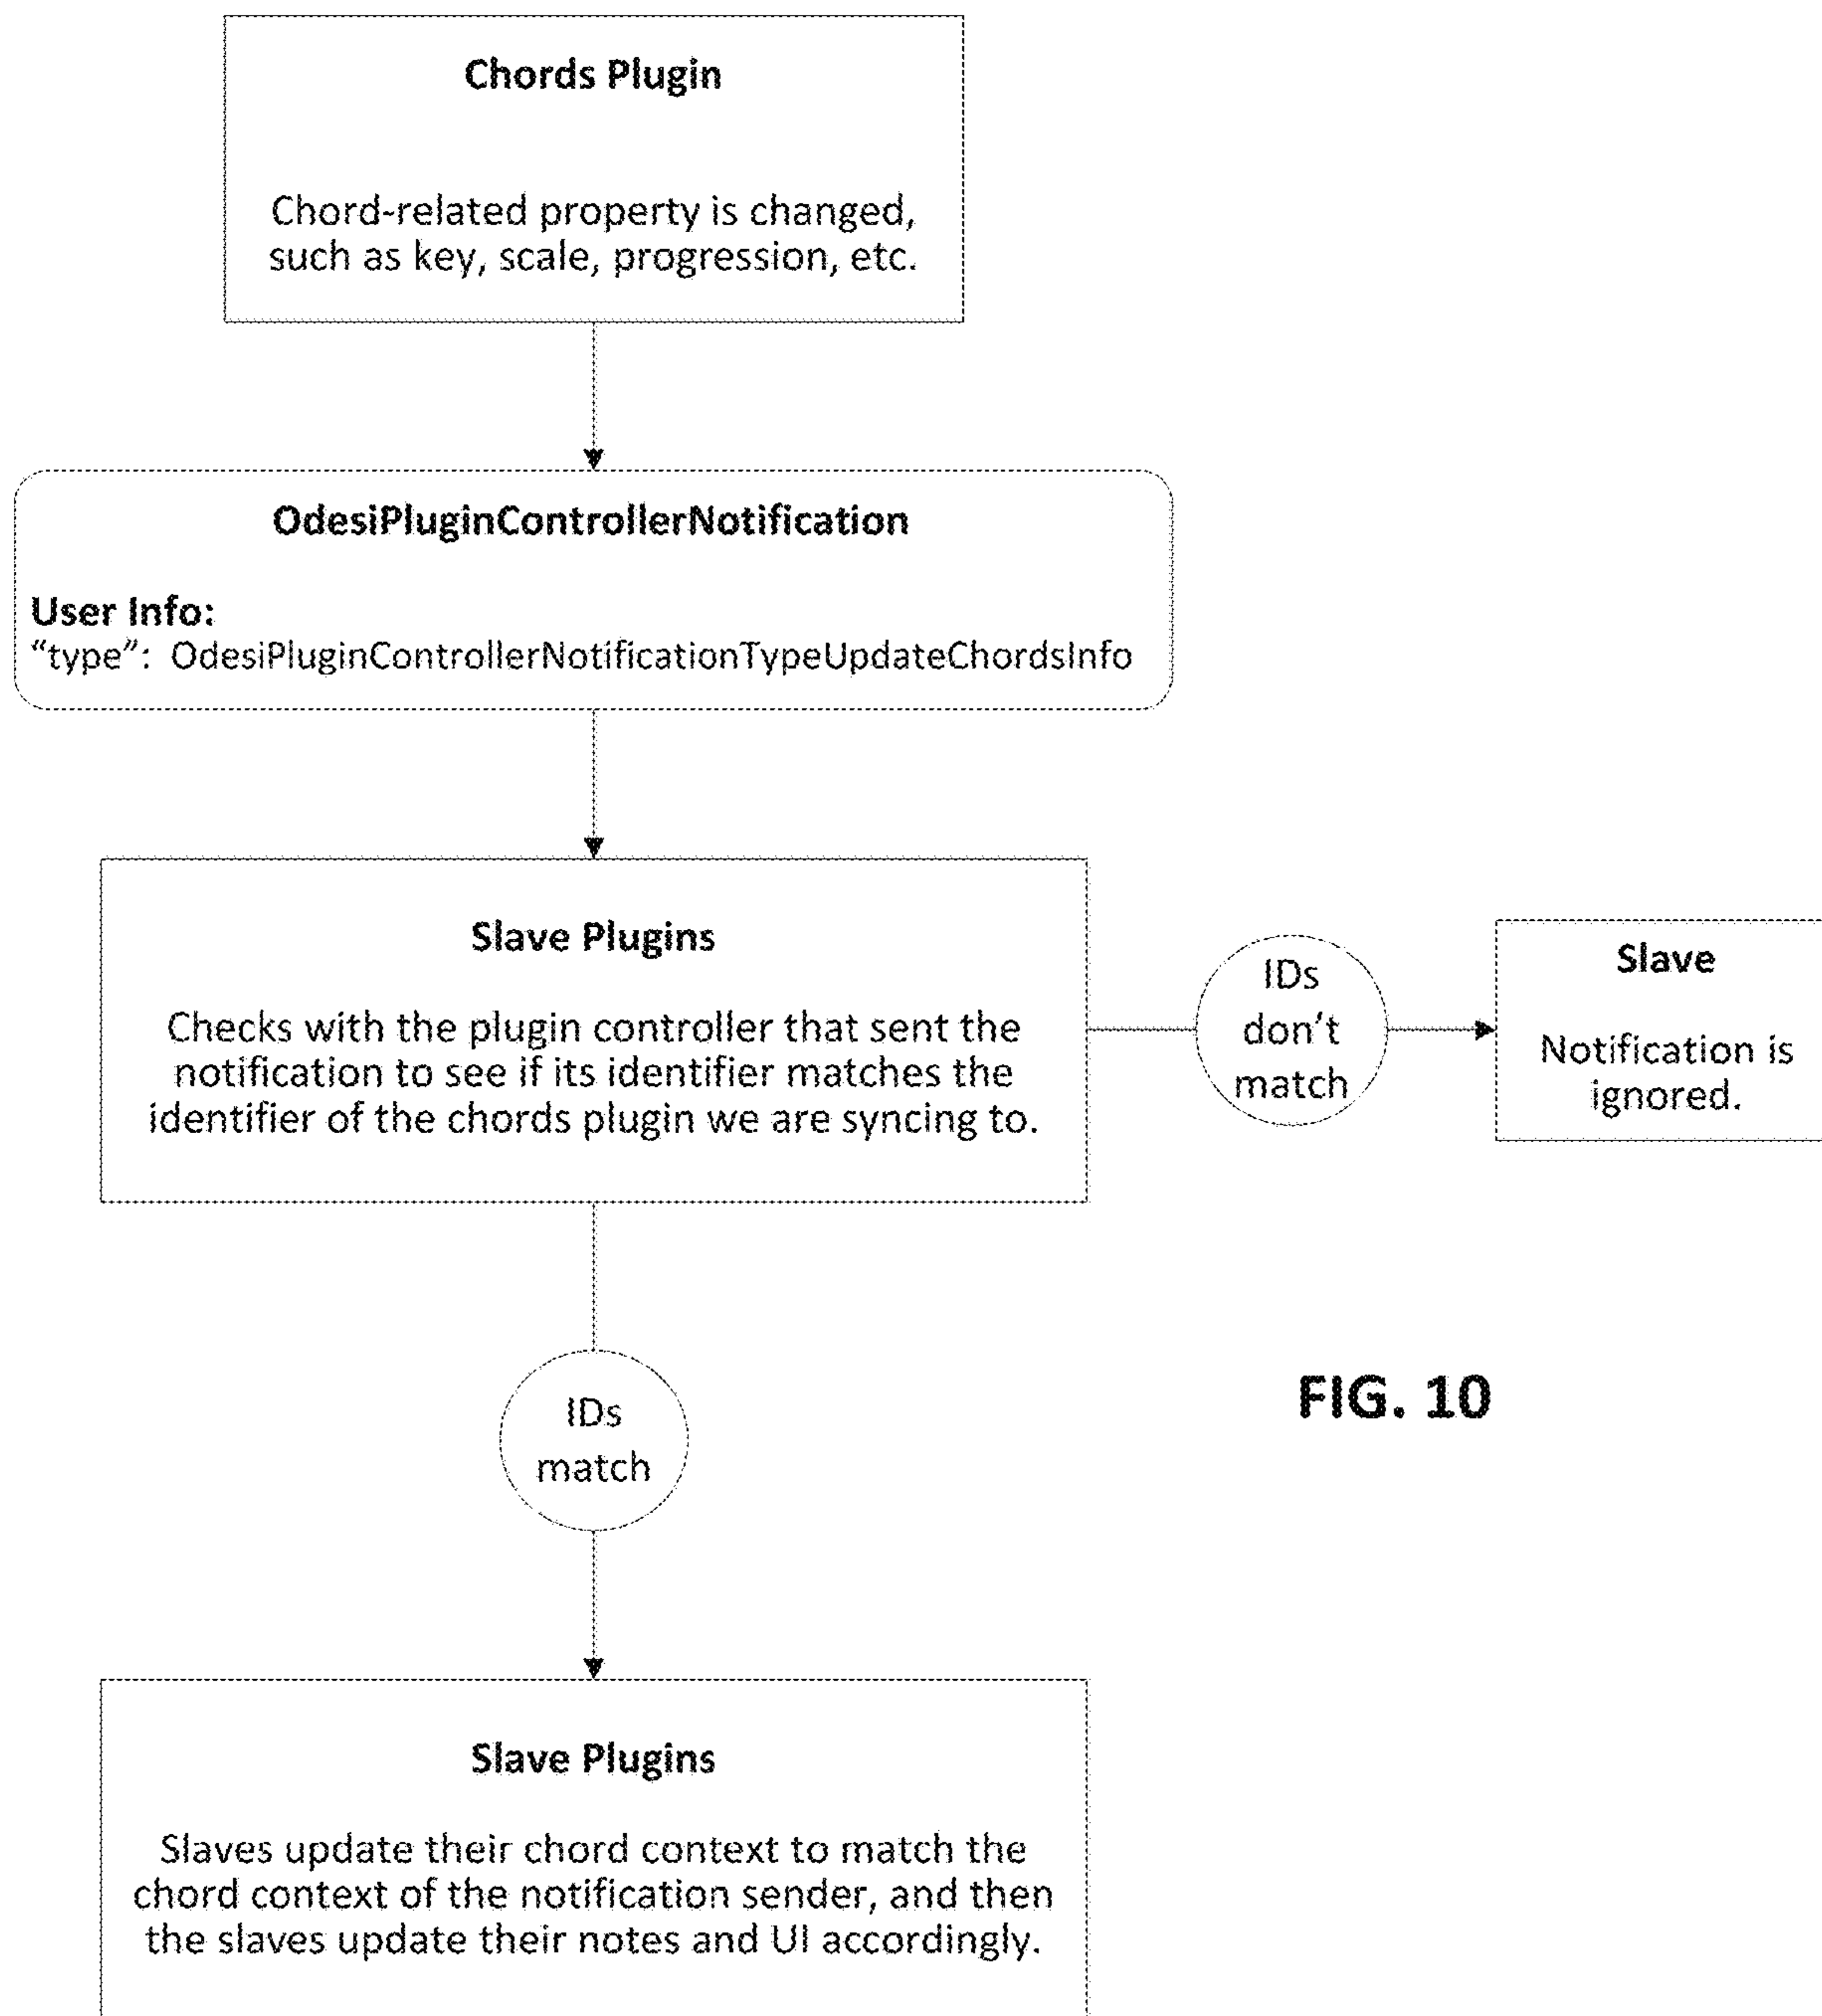 Chords Plugin
Chord-related property is changed,
such as key, scale, progression, etc.
OdesiPluginControllerNotification
User Info:
“type”: OdesiPluginControllerNotificationTypeUpdateChordsInfo
Slave Plugins
Checks with the plugin controller that sent the
notification to see if its identifier matches the
identifier of the chords plugin we are syncing to.
IDs
don’t
match
Slave
Notification is
ignored.
IDs
match
FIG. 10
Slave Plugins
Slaves update their chord context to match the
chord context of the notification sender, and then
the slaves update their notes and UI accordingly.